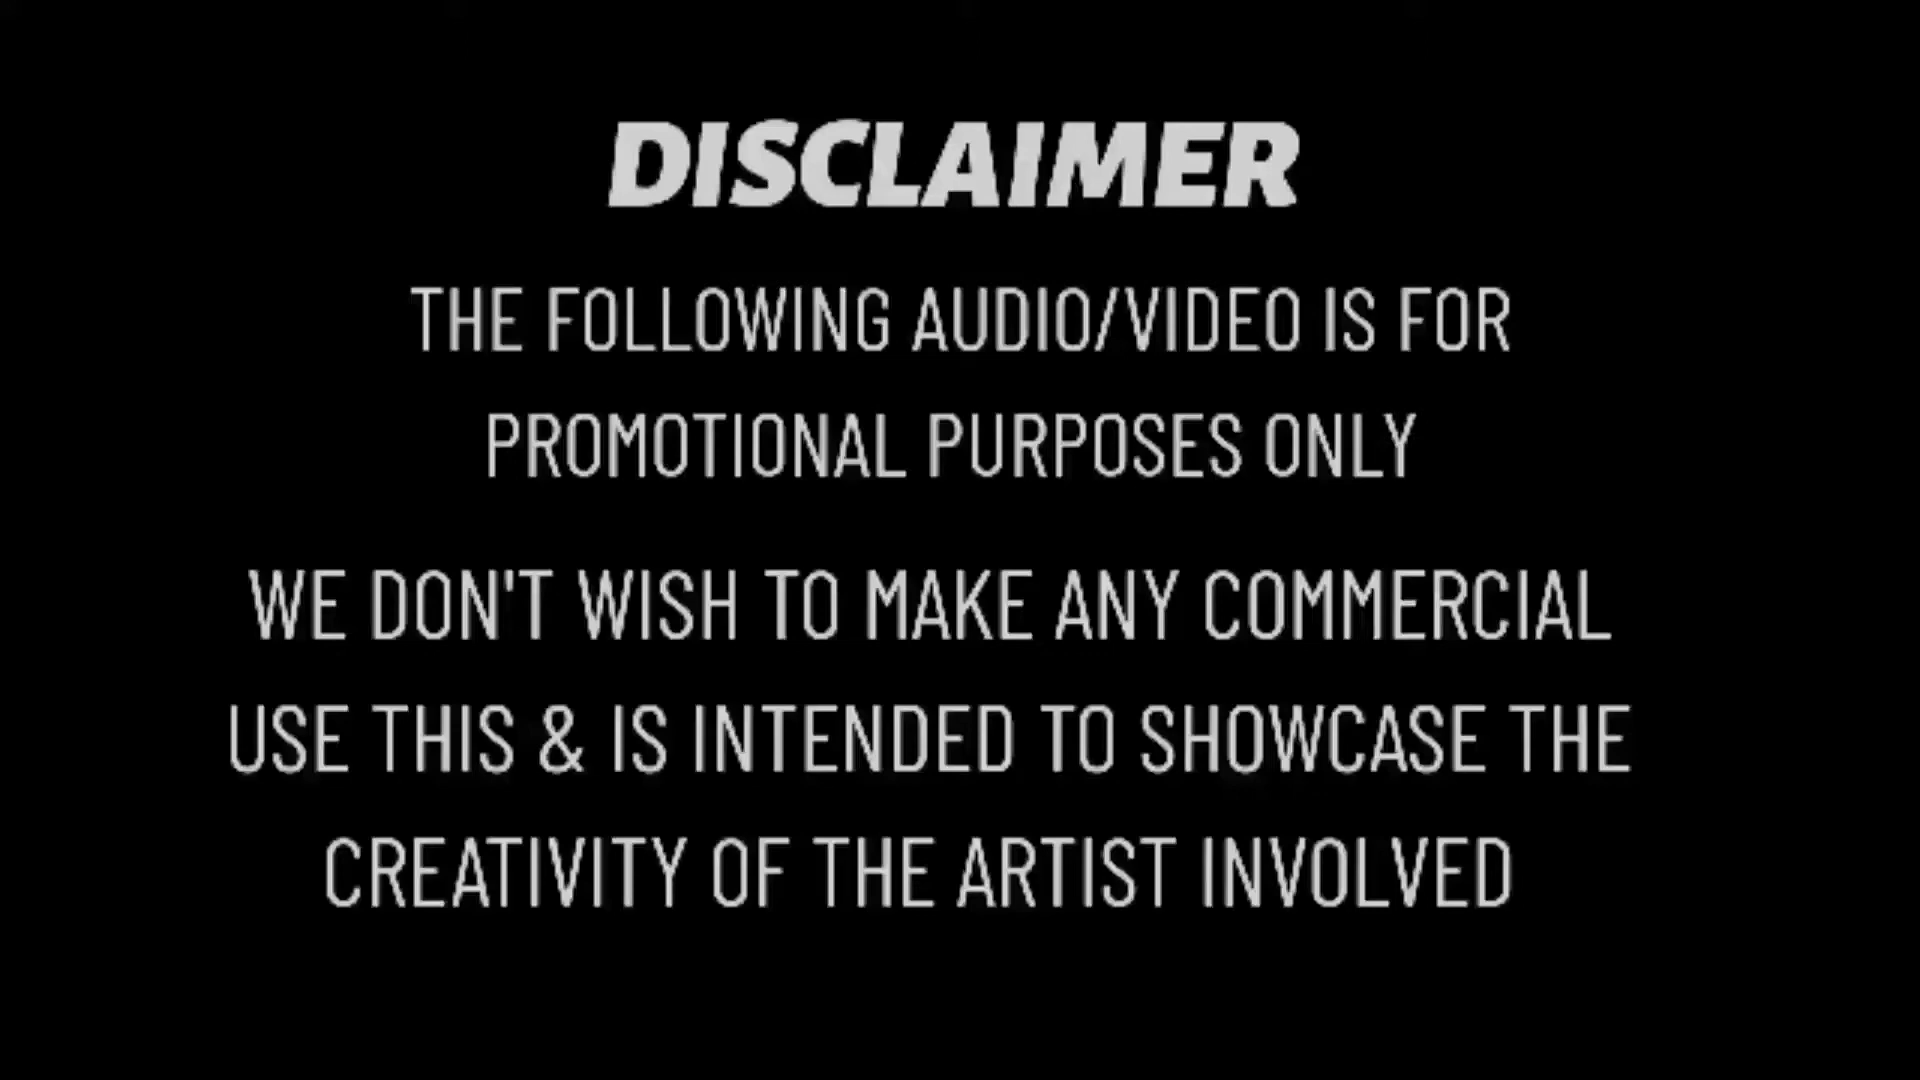 DISCLAIMER
THE FOLLOWING AUDIO/VIDEO IS FOR
PROMOTIONAL PURPOSES ONLY
WE DON'T WISH TO MAKE ANY COMMERCIAL
USE THIS & IS INTENDED TO SHOWCASE THE
CREATIVITY OF THE ARTIST INVOLVED